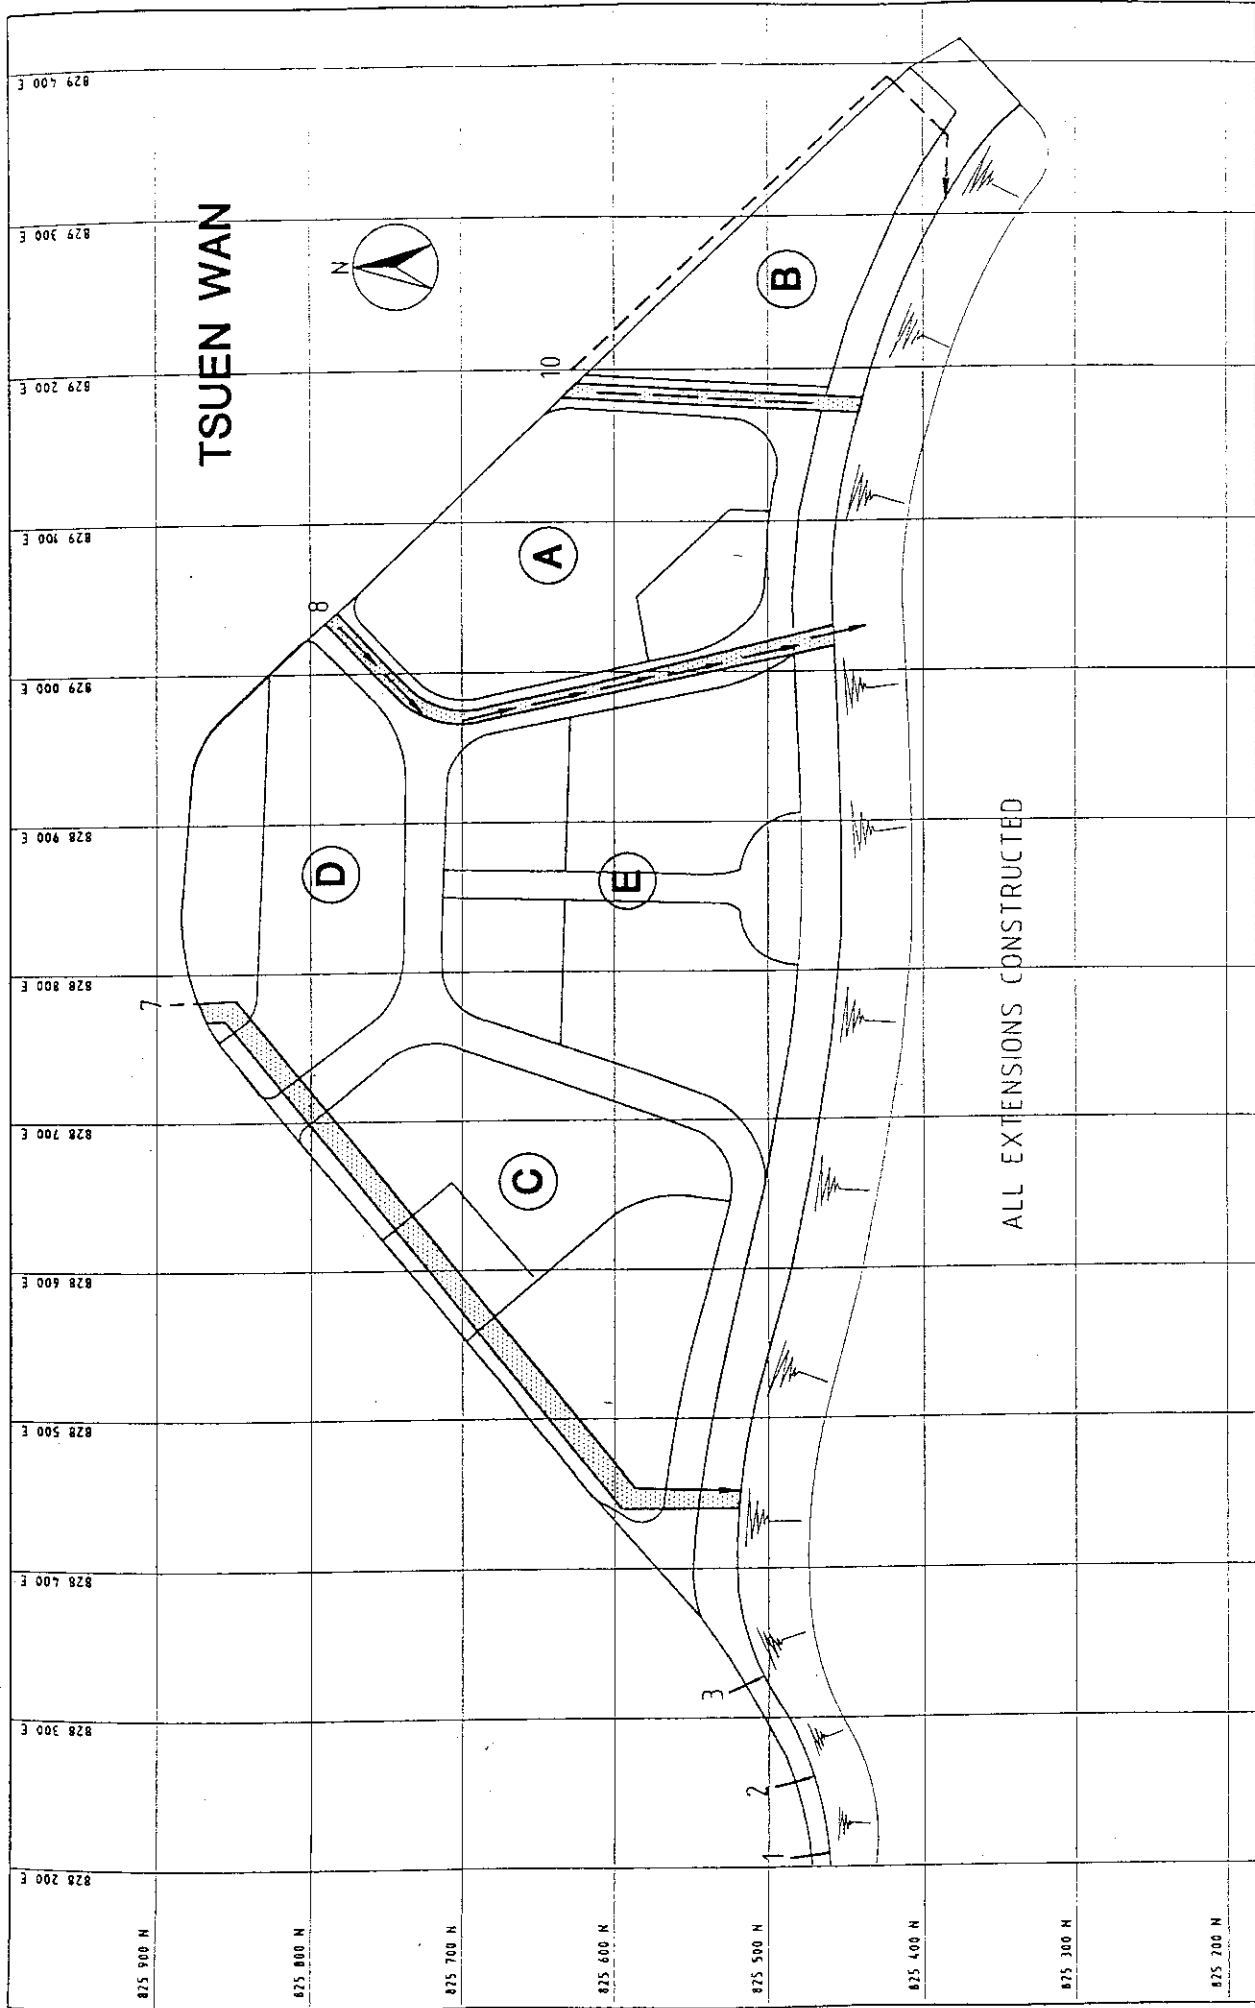 TSUEN WAN
N
7
8
10
D
A
B
C
E
3
2
1
ALL EXTENSIONS CONSTRUCTED
825 900 N
825 800 N
825 700 N
825 600 N
825 500 N
825 400 N
825 300 N
825 200 N
828 200 E
828 300 E
828 400 E
828 500 E
828 600 E
828 700 E
828 800 E
828 900 E
829 000 E
829 100 E
829 200 E
829 300 E
829 400 E